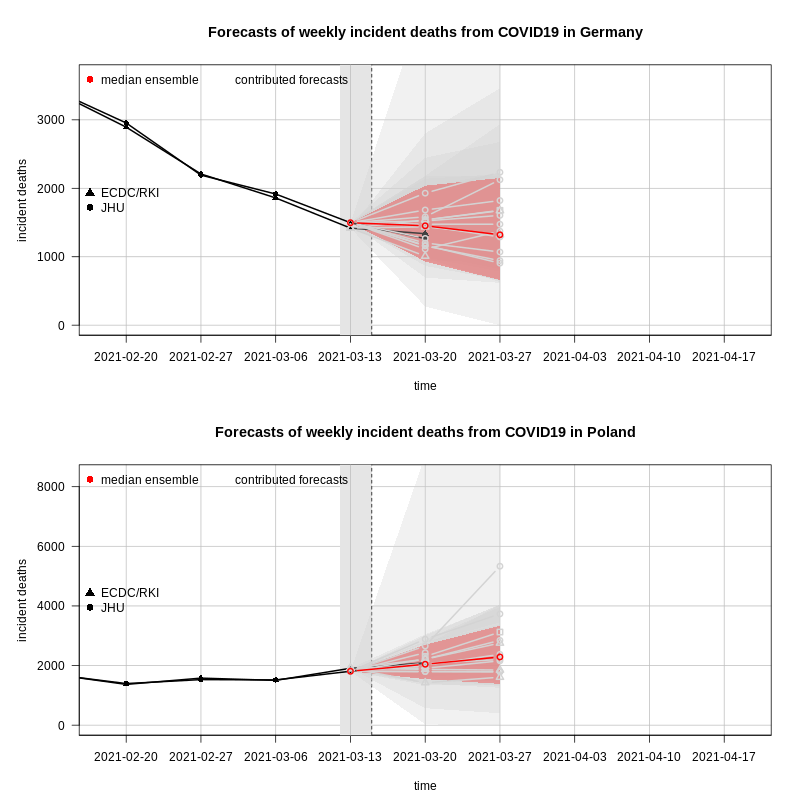 Forecasts of weekly incident deaths from COVID19 in Germany
median ensemble contributed forecasts
3000
2000
1000
0
incident deaths
ECDC/RKI
JHU
2021-02-20 2021-02-27 2021-03-06 2021-03-13 2021-03-20 2021-03-27 2021-04-03 2021-04-10 2021-04-17
time
Forecasts of weekly incident deaths from COVID19 in Poland
median ensemble contributed forecasts
8000
6000
4000
2000
0
incident deaths
ECDC/RKI
JHU
2021-02-20 2021-02-27 2021-03-06 2021-03-13 2021-03-20 2021-03-27 2021-04-03 2021-04-10 2021-04-17
time